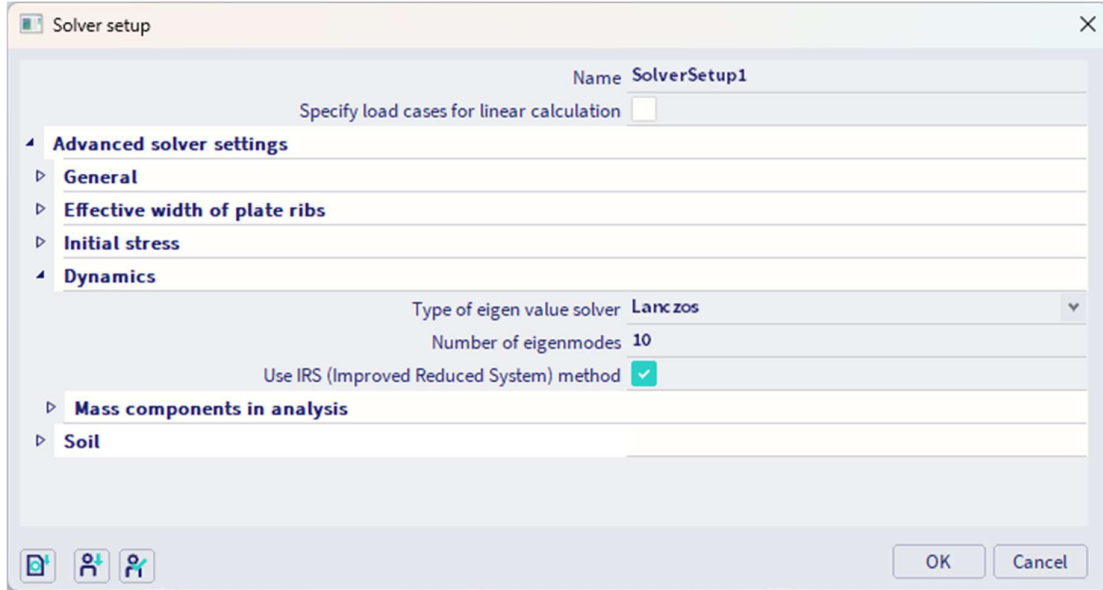 Solver setup
Name SolverSetup1
Specify load cases for linear calculation
Advanced solver settings
General
Effective width of plate ribs
Initial stress
Dynamics
Type of eigen value solver Lanczos
Number of eigenmodes 10
Use IRS (Improved Reduced System) method
Mass components in analysis
Soil
OK Cancel